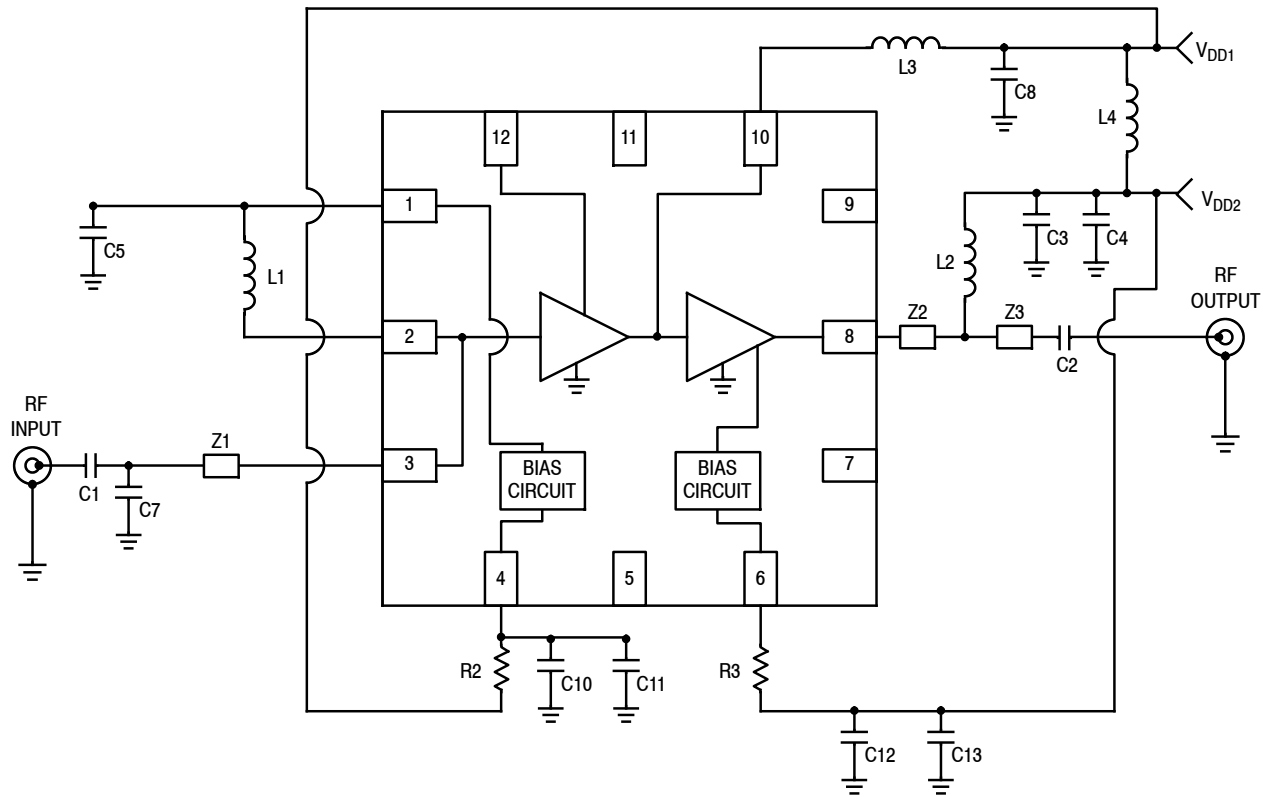 L3
V_DD1
C8
L4
12
11
10
1
9
V_DD2
C5
L1
C3
C4
L2
RF
OUTPUT
Z2
Z3
2
8
C2
RF
INPUT
Z1
3
7
BIAS
CIRCUIT
BIAS
CIRCUIT
C1
C7
4
5
6
R2
C10
C11
R3
C12
C13